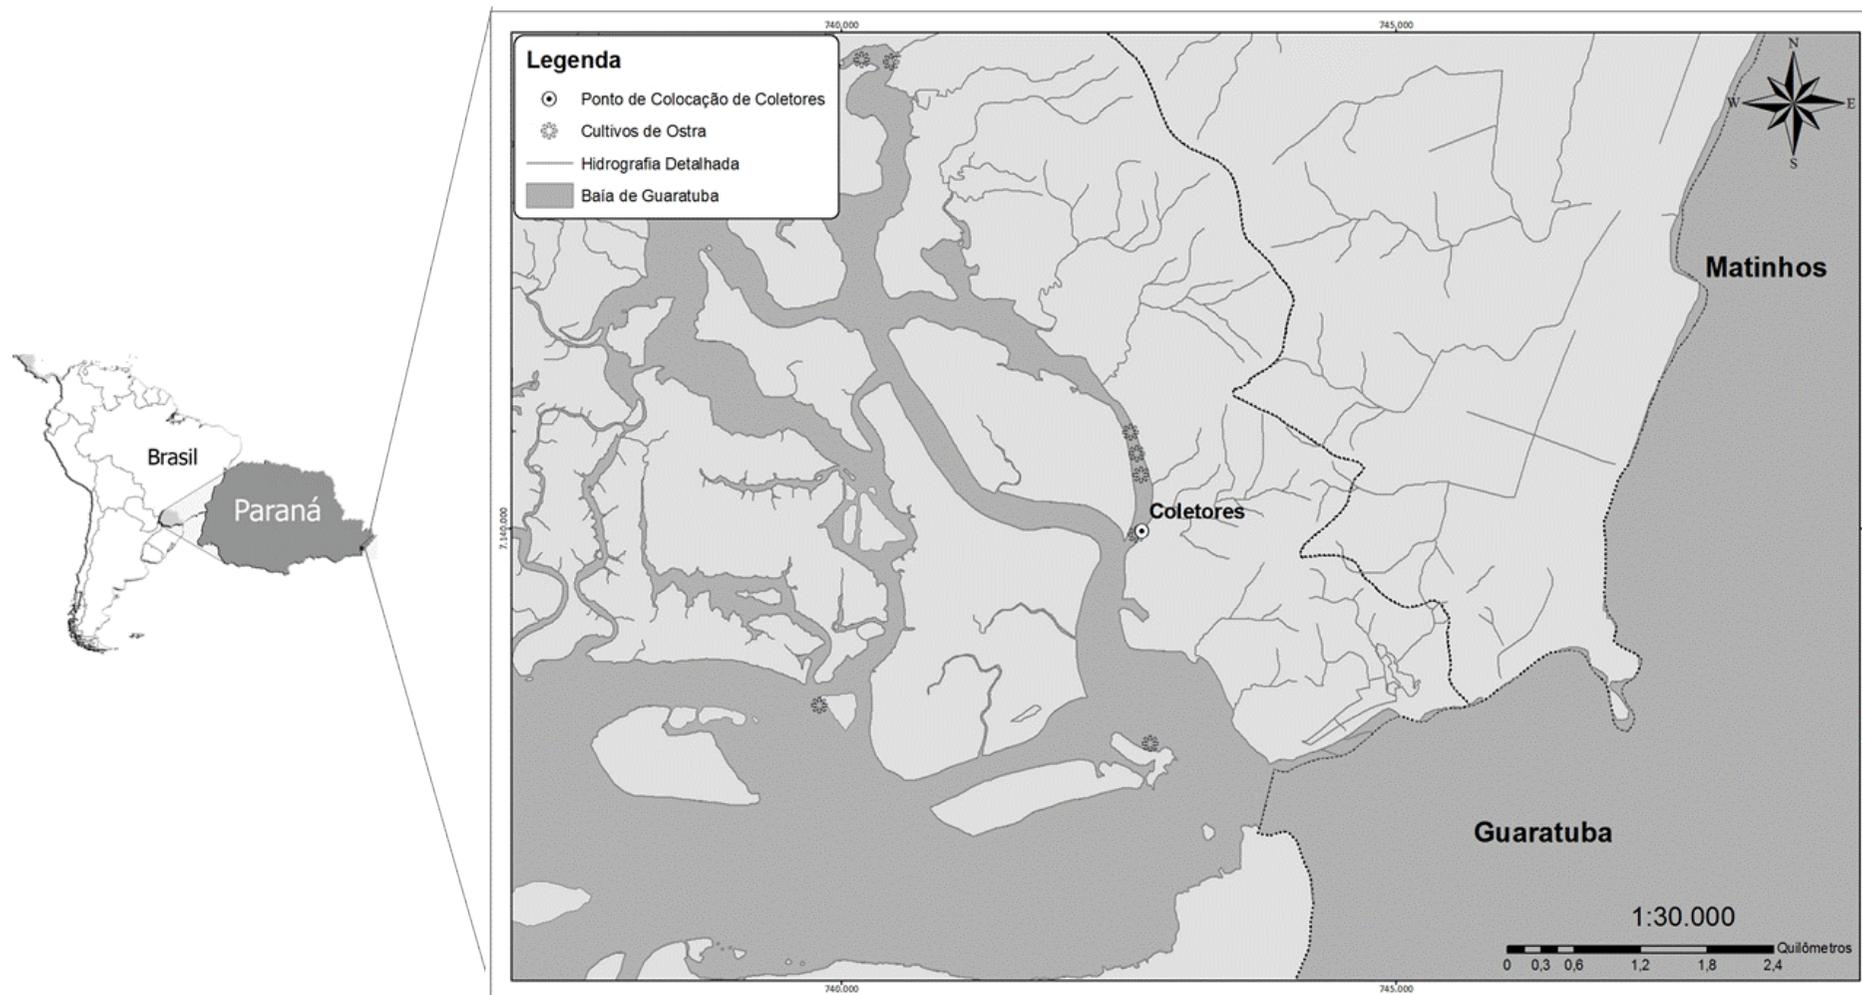 740.000
745.000
Legenda
Ponto de Colocação de Coletores
Cultivos de Ostra
Hidrografia Detalhada
Baía de Guaratuba
N
W
E
S
Matinhos
Brasil
Paraná
Coletores
7.140.000
Guaratuba
1:30.000
Quilômetros
0 0,3 0,6 1,2 1,8 2,4
740.000
745.000